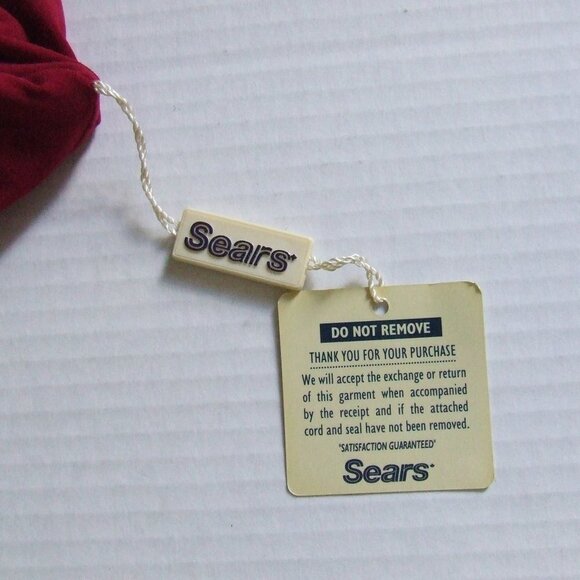 Sears
DO NOT REMOVE
THANK YOU FOR YOUR PURCHASE
We will accept the exchange or return
of this garment when accompanied
by the receipt and if the attached
cord and seal have not been removed.
"SATISFACTION GUARANTEED"
Sears